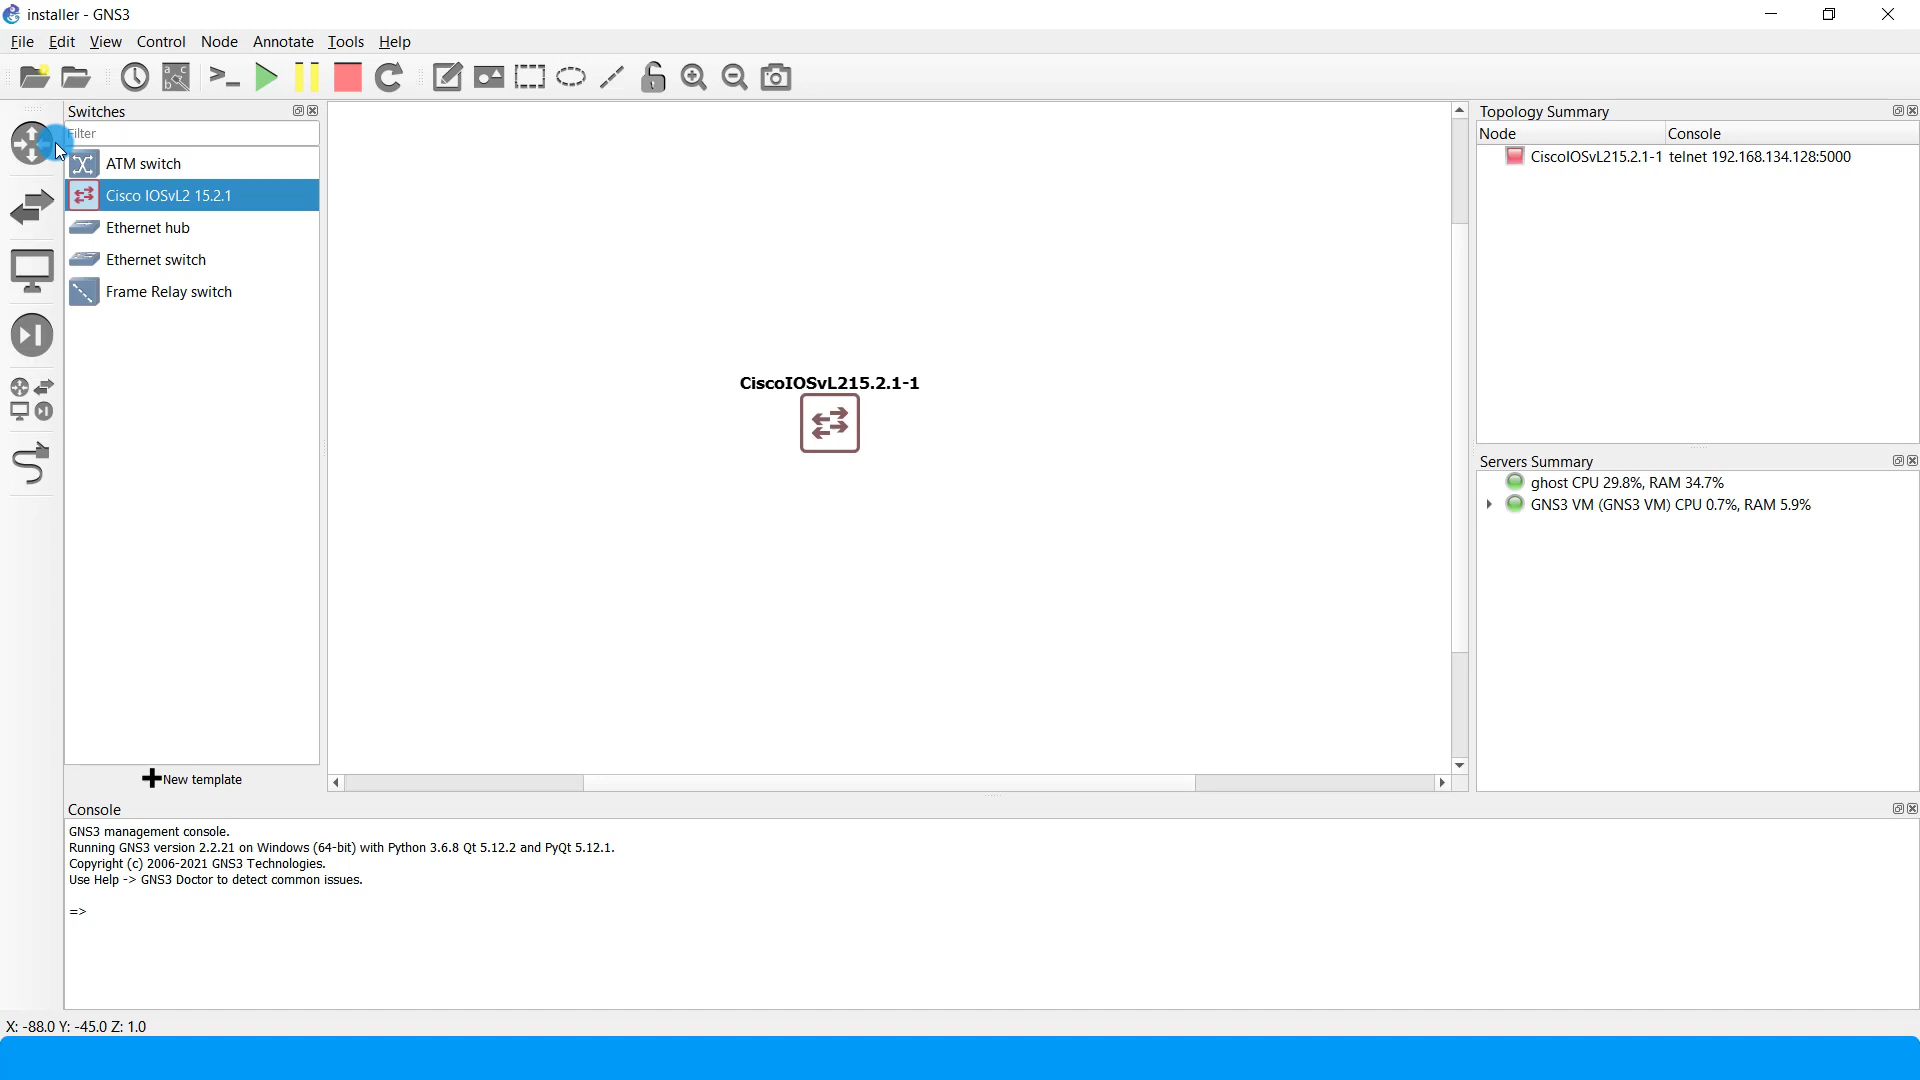 installer - GNS3
File Edit View Control Node Annotate Tools Help
Switches
Filter
ATM switch
Cisco IOSvL2 15.2.1
Ethernet hub
Ethernet switch
Frame Relay switch
New template
CiscoIOSvL215.2.1-1
Topology Summary
Node Console
CiscoIOSvL215.2.1-1 telnet 192.168.134.128:5000
Servers Summary
ghost CPU 29.8%, RAM 34.7%
GNS3 VM (GNS3 VM) CPU 0.7%, RAM 5.9%
Console
GNS3 management console.
Running GNS3 version 2.2.21 on Windows (64-bit) with Python 3.6.8 Qt 5.12.2 and PyQt 5.12.1.
Copyright (c) 2006-2021 GNS3 Technologies.
Use Help -> GNS3 Doctor to detect common issues.
=>
X: -88.0 Y: -45.0 Z: 1.0